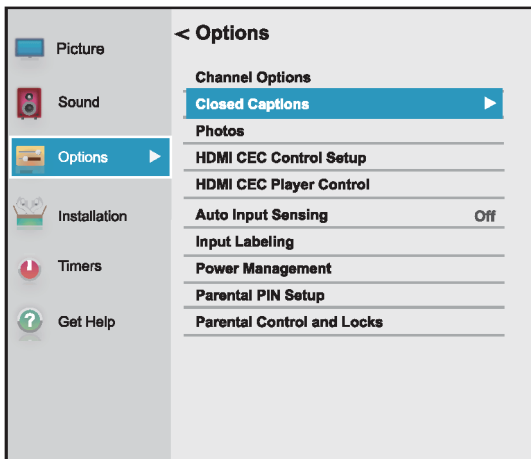 Picture
Sound
Options
Installation
Timers
Get Help
< Options
Channel Options
Closed Captions
Photos
HDMI CEC Control Setup
HDMI CEC Player Control
Auto Input Sensing Off
Input Labeling
Power Management
Parental PIN Setup
Parental Control and Locks